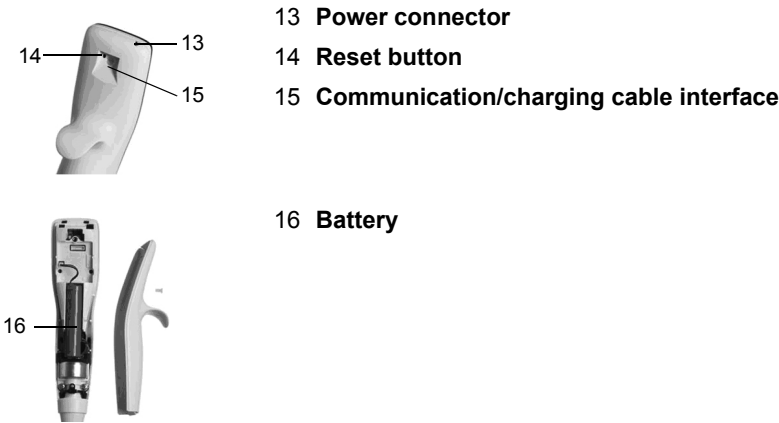 13 Power connector
14 Reset button
15 Communication/charging cable interface
13
14
15
16 Battery
16